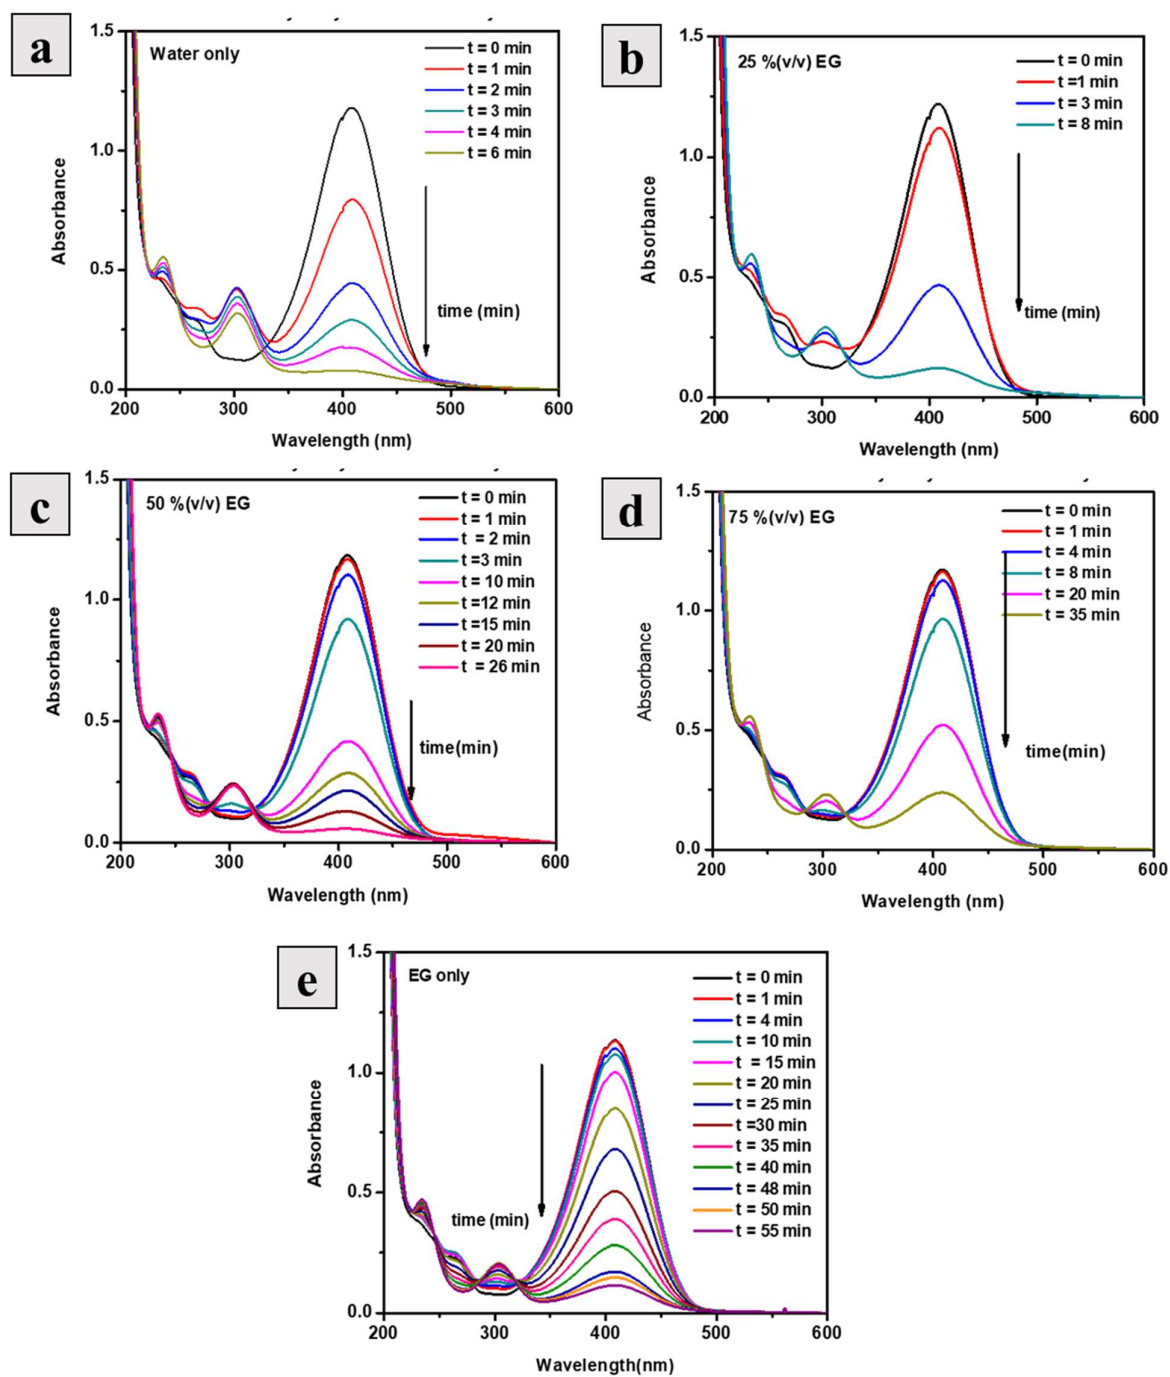 a
Water only
t = 0 min
t = 1 min
t = 2 min
t = 3 min
t = 4 min
t = 6 min
time (min)
Absorbance
1.5
1.0
0.5
0.0
200 300 400 500 600
Wavelength (nm)
b
25 %(v/v) EG
t = 0 min
t =1 min
t = 3 min
t = 8 min
time (min)
Absorbance
1.5
1.0
0.5
0.0
200 300 400 500 600
Wavelength (nm)
c
50 %(v/v) EG
t = 0 min
t = 1 min
t = 2 min
t =3 min
t = 10 min
t =12 min
t =15 min
t = 20 min
t = 26 min
time(min)
Absorbance
1.5
1.0
0.5
0.0
200 300 400 500 600
Wavelength (nm)
d
75 %(v/v) EG
t = 0 min
t = 1 min
t = 4 min
t = 8 min
t = 20 min
t = 35 min
time(min)
Absorbance
1.5
1.0
0.5
0.0
200 300 400 500 600
Wavelength (nm)
e
EG only
t = 0 min
t = 1 min
t = 4 min
t = 10 min
t = 15 min
t = 20 min
t = 25 min
t =30 min
t = 35 min
t = 40 min
t = 48 min
t = 50 min
t = 55 min
time (min)
Absorbance
1.5
1.0
0.5
0.0
200 300 400 500 600
Wavelength(nm)